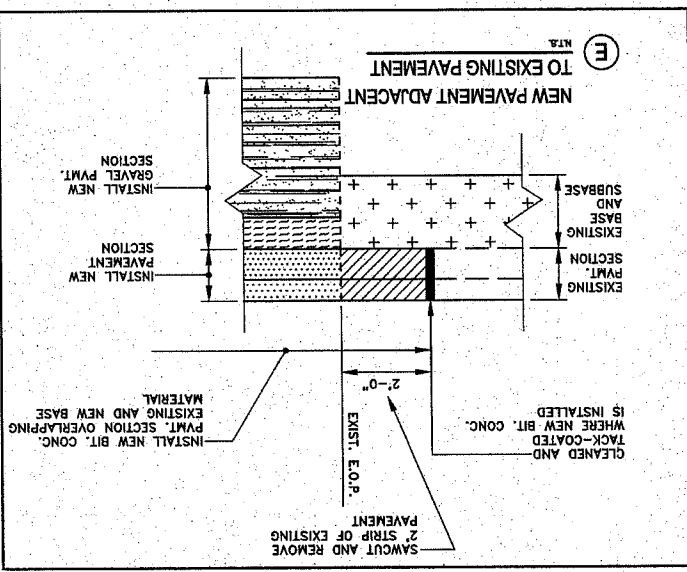 SAWCUT AND REMOVE
2' STRIP OF EXISTING
PAVEMENT
CLEANED AND
TACK-COATED
WHERE NEW BIT. CONC.
IS INSTALLED
2'-0"
EXIST. E.O.P.
INSTALL NEW BIT. CONC.
PVMT. SECTION OVERLAPPING
EXISTING AND NEW BASE
MATERIAL
EXISTING
PVMT.
SECTION
INSTALL NEW
PAVEMENT
SECTION
EXISTING
BASE
AND
SUBBASE
INSTALL NEW
GRAVEL PVMT.
SECTION
E
NEW PAVEMENT ADJACENT
TO EXISTING PAVEMENT
N.T.S.